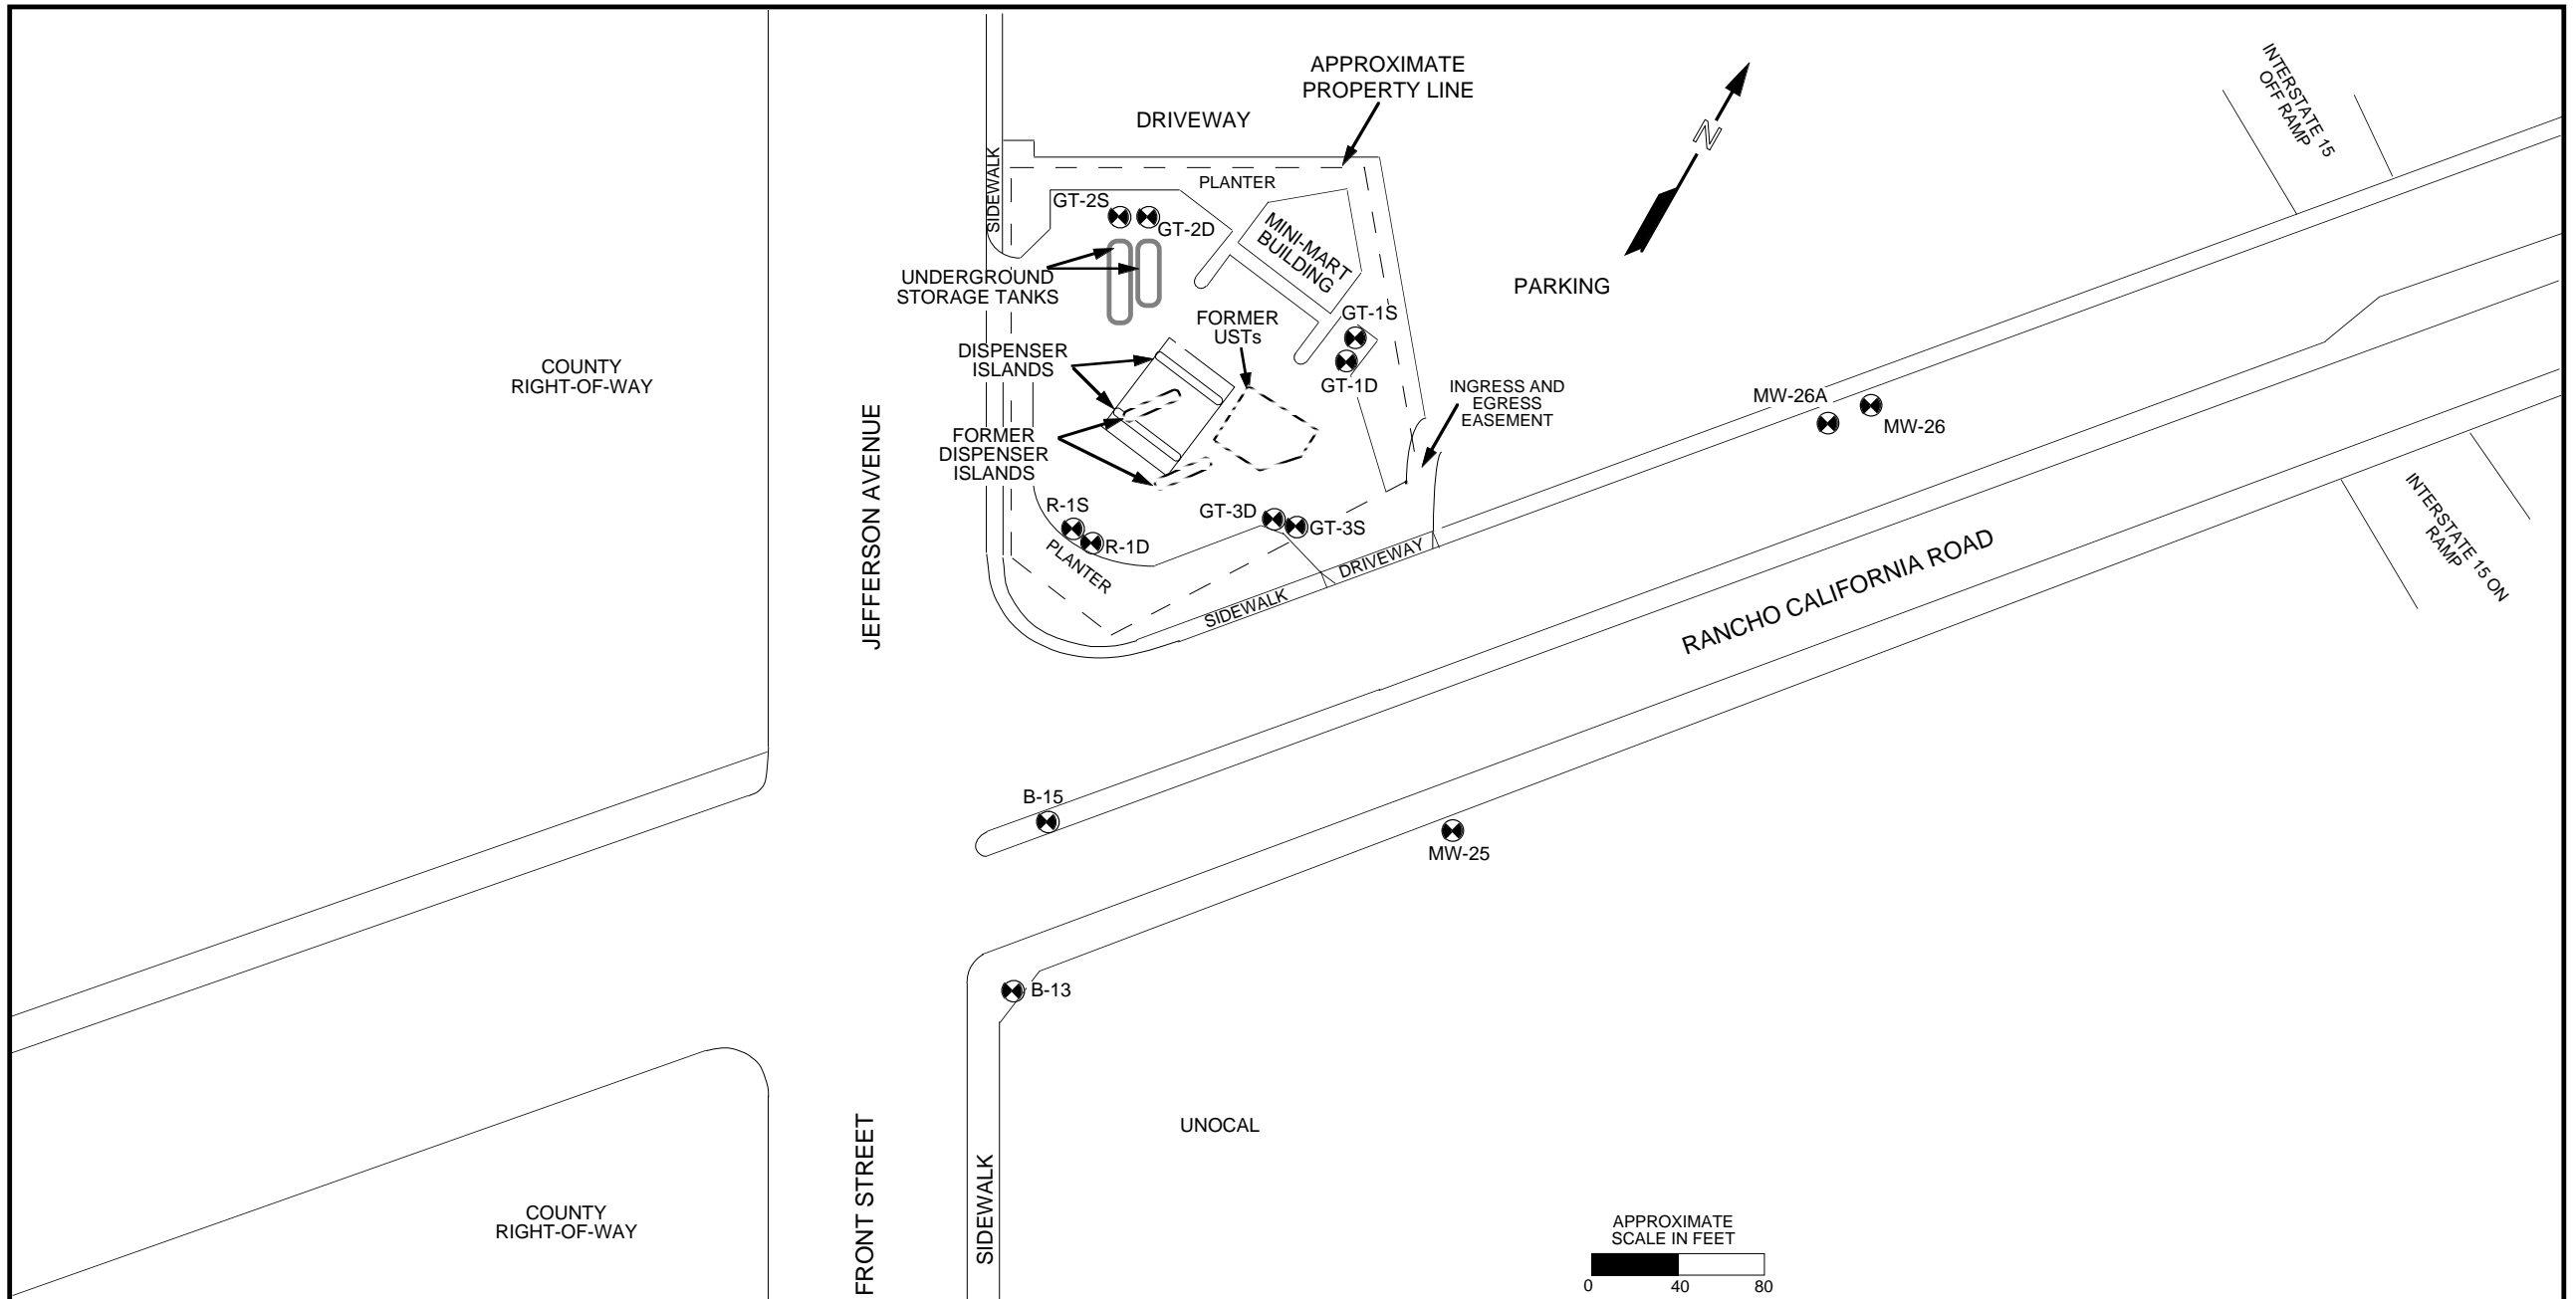 APPROXIMATE
PROPERTY LINE
DRIVEWAY
N
INTERSTATE 15
OFF RAMP
SIDEWALK
PLANTER
GT-2S
GT-2D
MINI-MART
BUILDING
UNDERGROUND
STORAGE TANKS
PARKING
GT-1S
FORMER
USTs
DISPENSER
ISLANDS
GT-1D
COUNTY
RIGHT-OF-WAY
INGRESS AND
EGRESS
EASEMENT
MW-26A
MW-26
JEFFERSON AVENUE
FORMER
DISPENSER
ISLANDS
R-1S
R-1D
GT-3D
GT-3S
PLANTER
DRIVEWAY
SIDEWALK
INTERSTATE 15 ON
RAMP
RANCHO CALIFORNIA ROAD
B-15
MW-25
B-13
UNOCAL
FRONT STREET
SIDEWALK
COUNTY
RIGHT-OF-WAY
APPROXIMATE
SCALE IN FEET
0 40 80